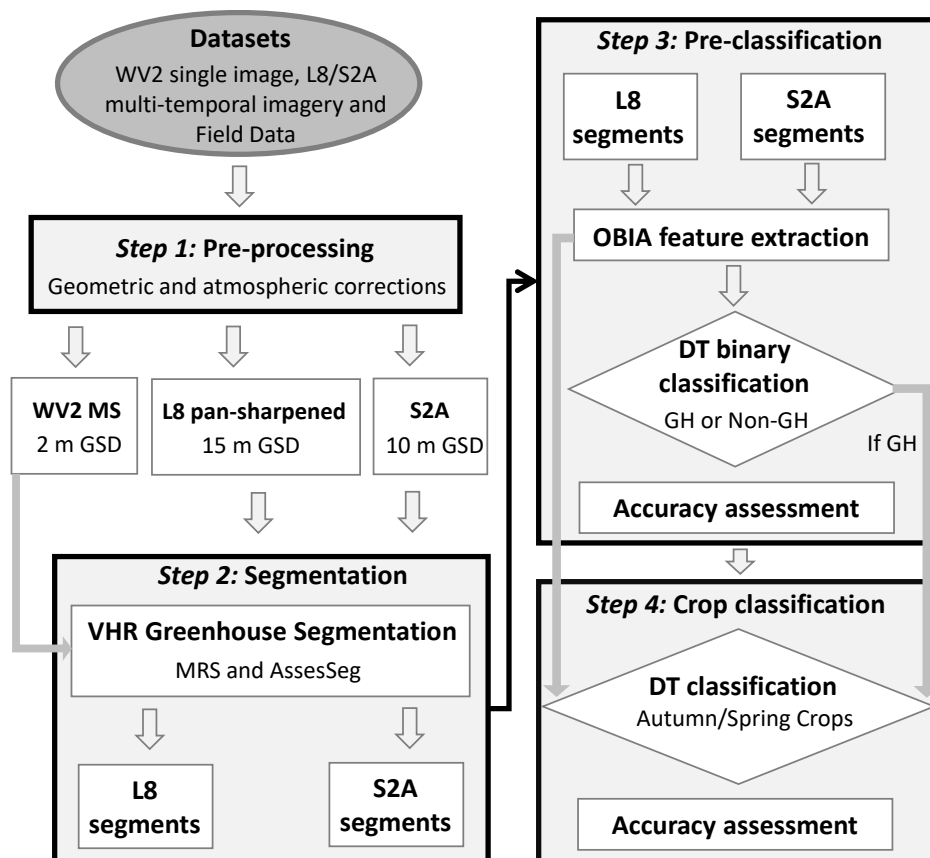 Datasets
WV2 single image, L8/S2A
multi-temporal imagery and
Field Data
Step 1: Pre-processing
Geometric and atmospheric corrections
WV2 MS
2 m GSD
L8 pan-sharpened
15 m GSD
S2A
10 m GSD
Step 2: Segmentation
VHR Greenhouse Segmentation
MRS and AssesSeg
L8
segments
S2A
segments
Step 3: Pre-classification
L8
segments
S2A
segments
OBIA feature extraction
DT binary
classification
GH or Non-GH
If GH
Accuracy assessment
Step 4: Crop classification
DT classification
Autumn/Spring Crops
Accuracy assessment